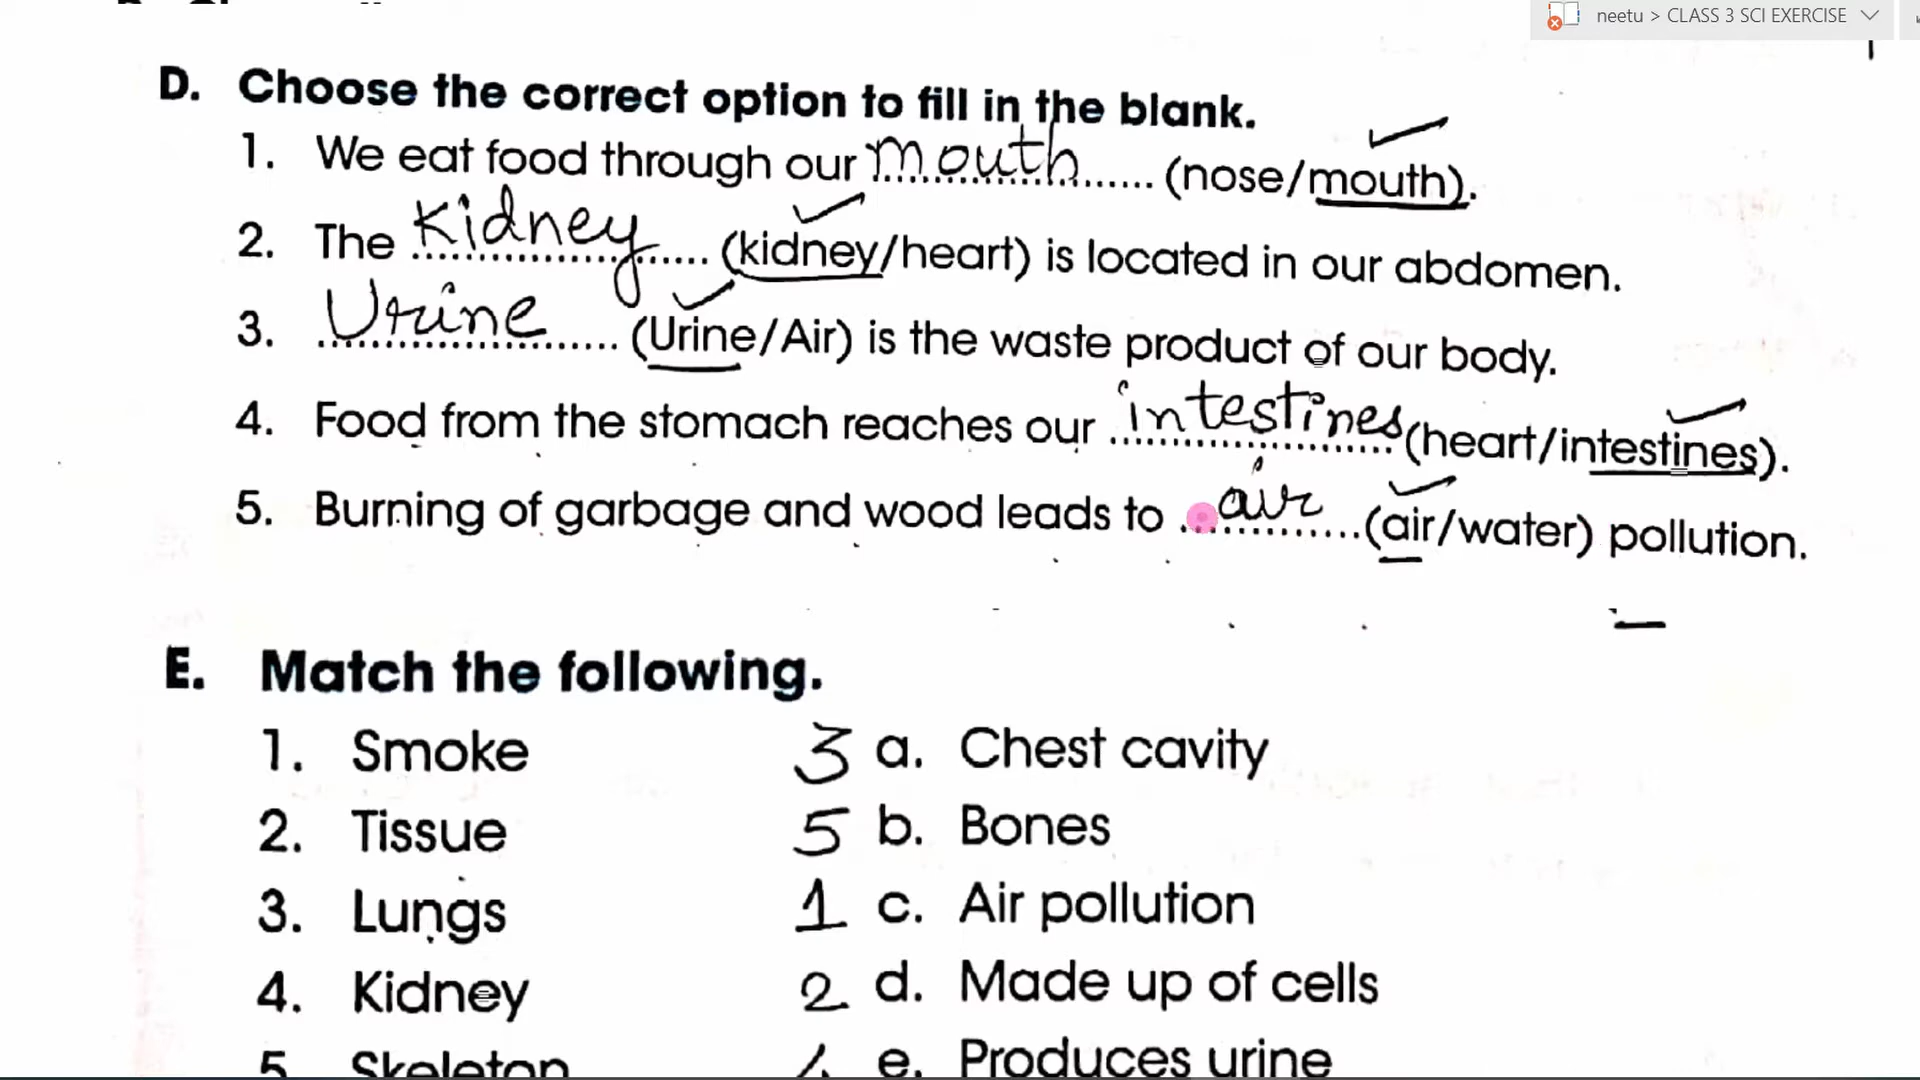 neetu > CLASS 3 SCI EXERCISE
D. Choose the correct option to fill in the blank.
1. We eat food through our mouth (nose/mouth).
2. The Kidney (kidney/heart) is located in our abdomen.
3. Urine (Urine/Air) is the waste product of our body.
4. Food from the stomach reaches our intestines (heart/intestines).
5. Burning of garbage and wood leads to air (air/water) pollution.
E. Match the following.
1. Smoke 3 a. Chest cavity
2. Tissue 5 b. Bones
3. Lungs 1 c. Air pollution
4. Kidney 2 d. Made up of cells
5. Skeleton e. Produces urine